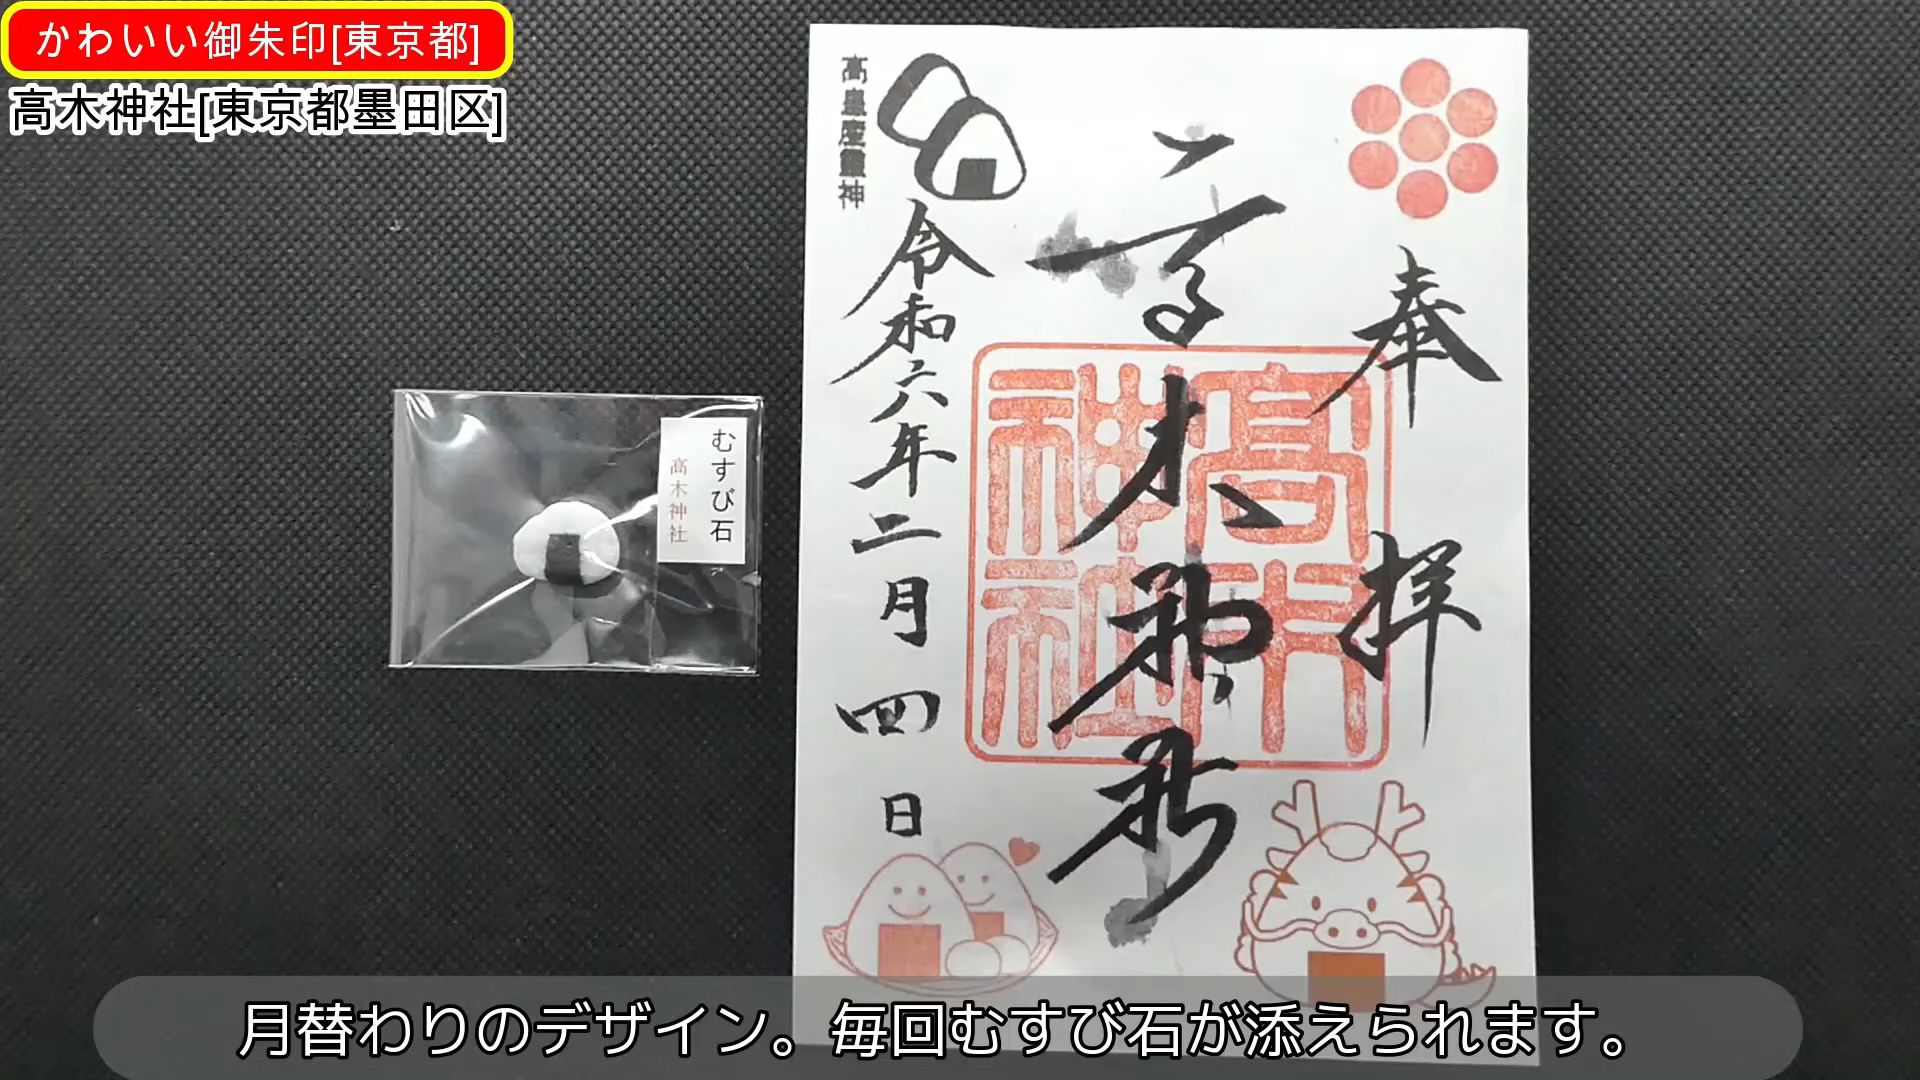 かわいい御朱印[東京都]
高木神社[東京都墨田区]
むすび石
高木神社
奉拝
高木神社
高木神社
令和六年二月四日
高皇産靈神
月替わりのデザイン。毎回むすび石が添えられます。